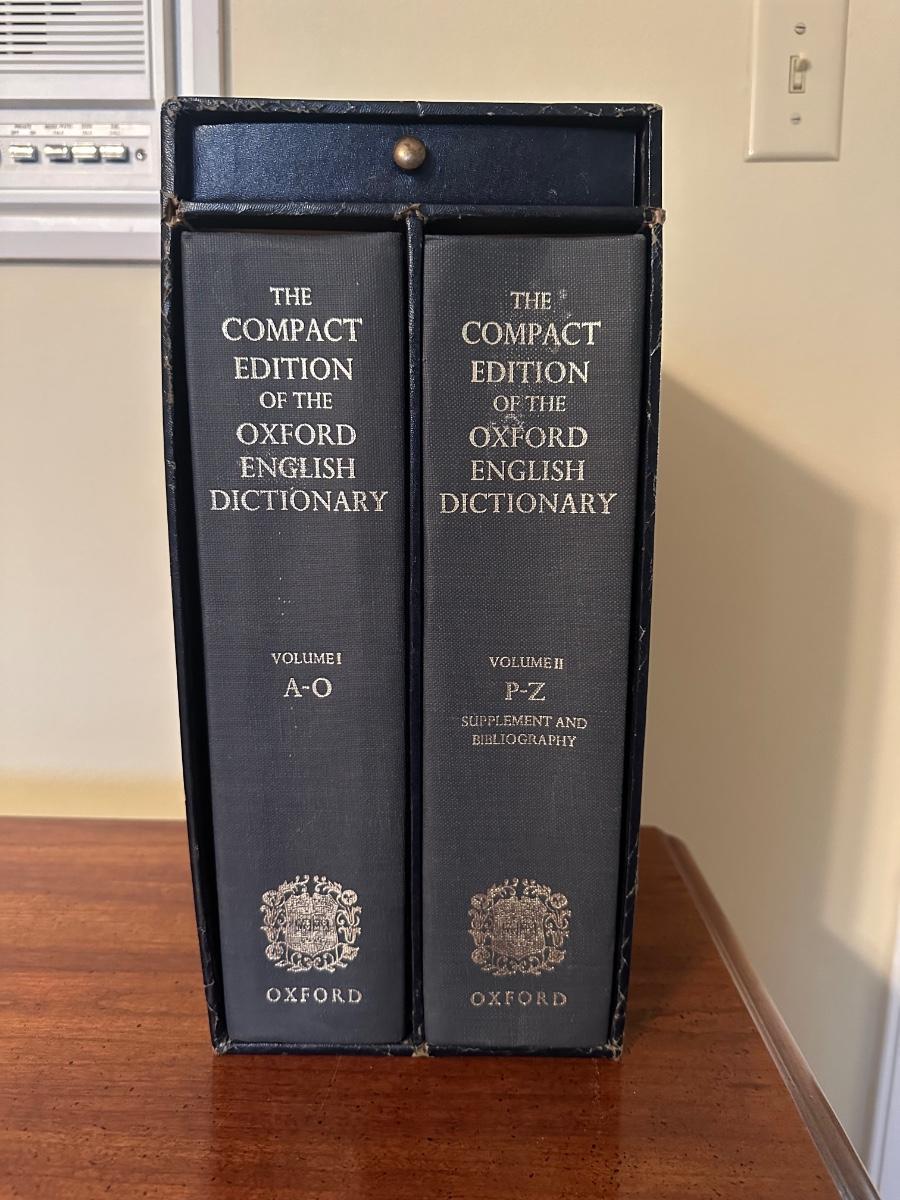 THE
COMPACT
EDITION
OF THE
OXFORD
ENGLISH
DICTIONARY
VOLUME I
A-O
OXFORD
THE
COMPACT
EDITION
OF THE
OXFORD
ENGLISH
DICTIONARY
VOLUME II
P-Z
SUPPLEMENT AND
BIBLIOGRAPHY
OXFORD